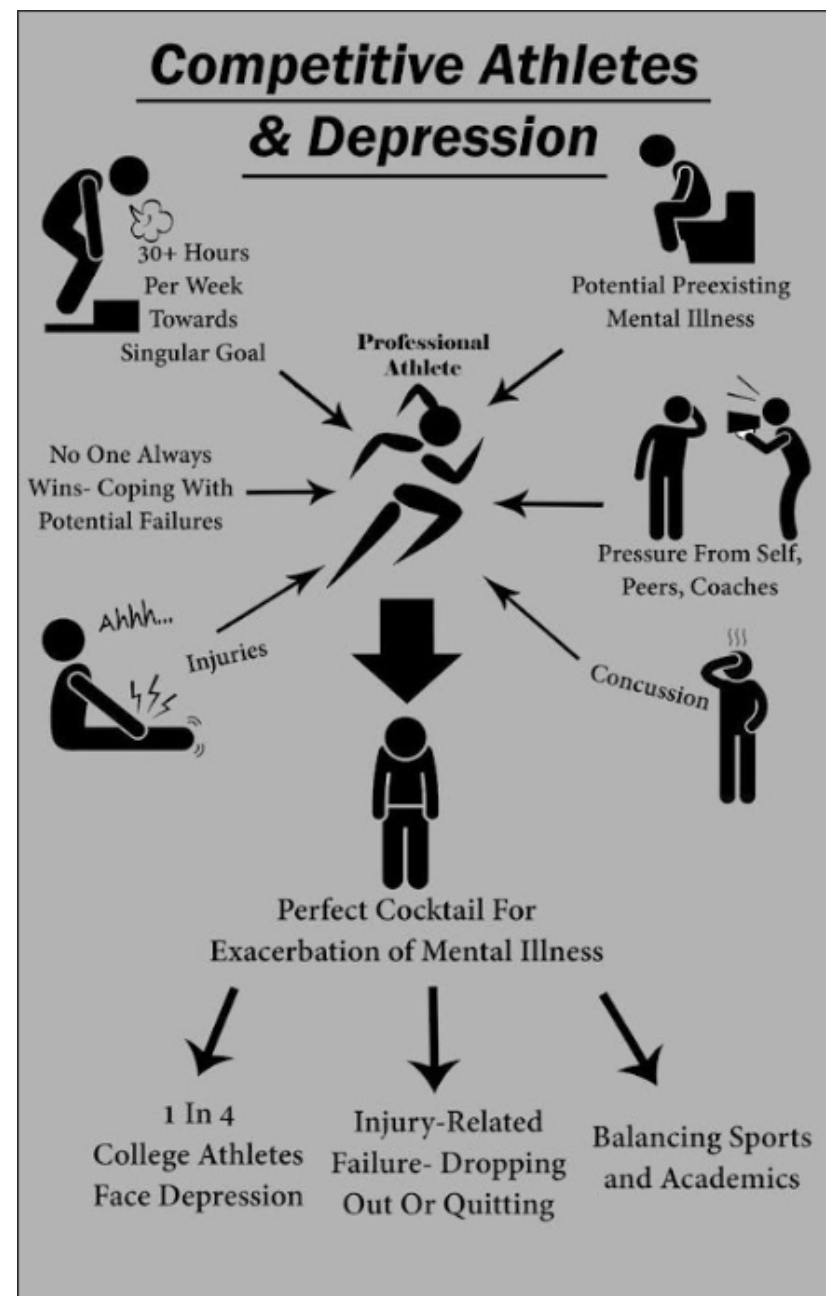 Competitive Athletes
& Depression
30+ Hours
Per Week
Towards
Singular Goal
Potential Preexisting
Mental Illness
Professional
Athlete
No One Always
Wins- Coping With
Potential Failures
Pressure From Self,
Peers, Coaches
Ahhh...
Injuries
Concussion
Perfect Cocktail For
Exacerbation of Mental Illness
1 In 4
College Athletes
Face Depression
Injury-Related
Failure- Dropping
Out Or Quitting
Balancing Sports
and Academics